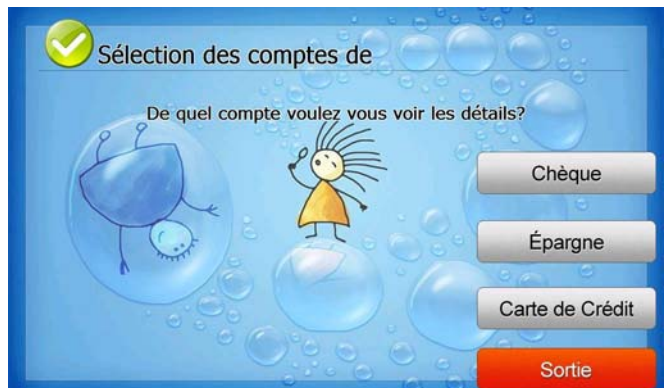 Sélection des comptes de
De quel compte voulez vous voir les détails?
Chèque
Épargne
Carte de Crédit
Sortie